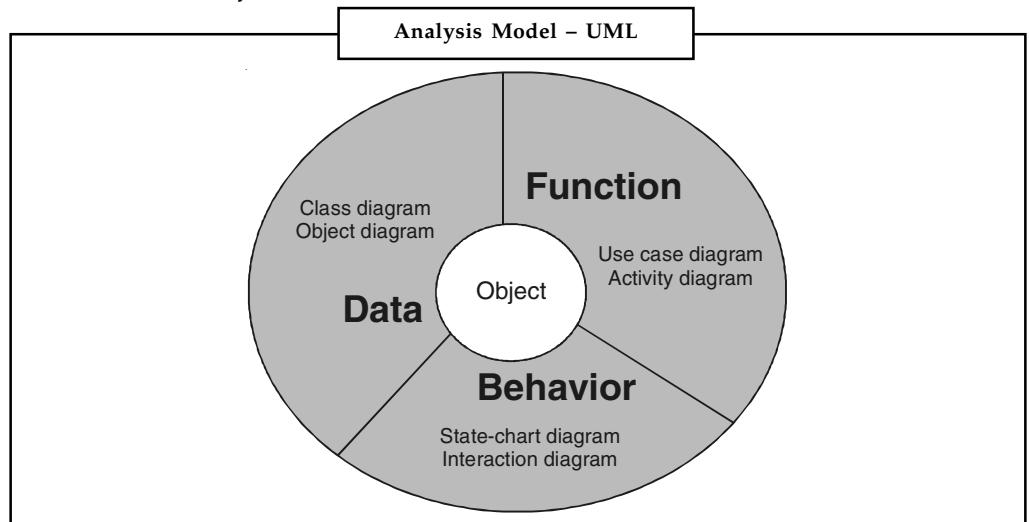 Analysis Model – UML
Function
Class diagram
Object diagram
Use case diagram
Activity diagram
Object
Data
Behavior
State-chart diagram
Interaction diagram